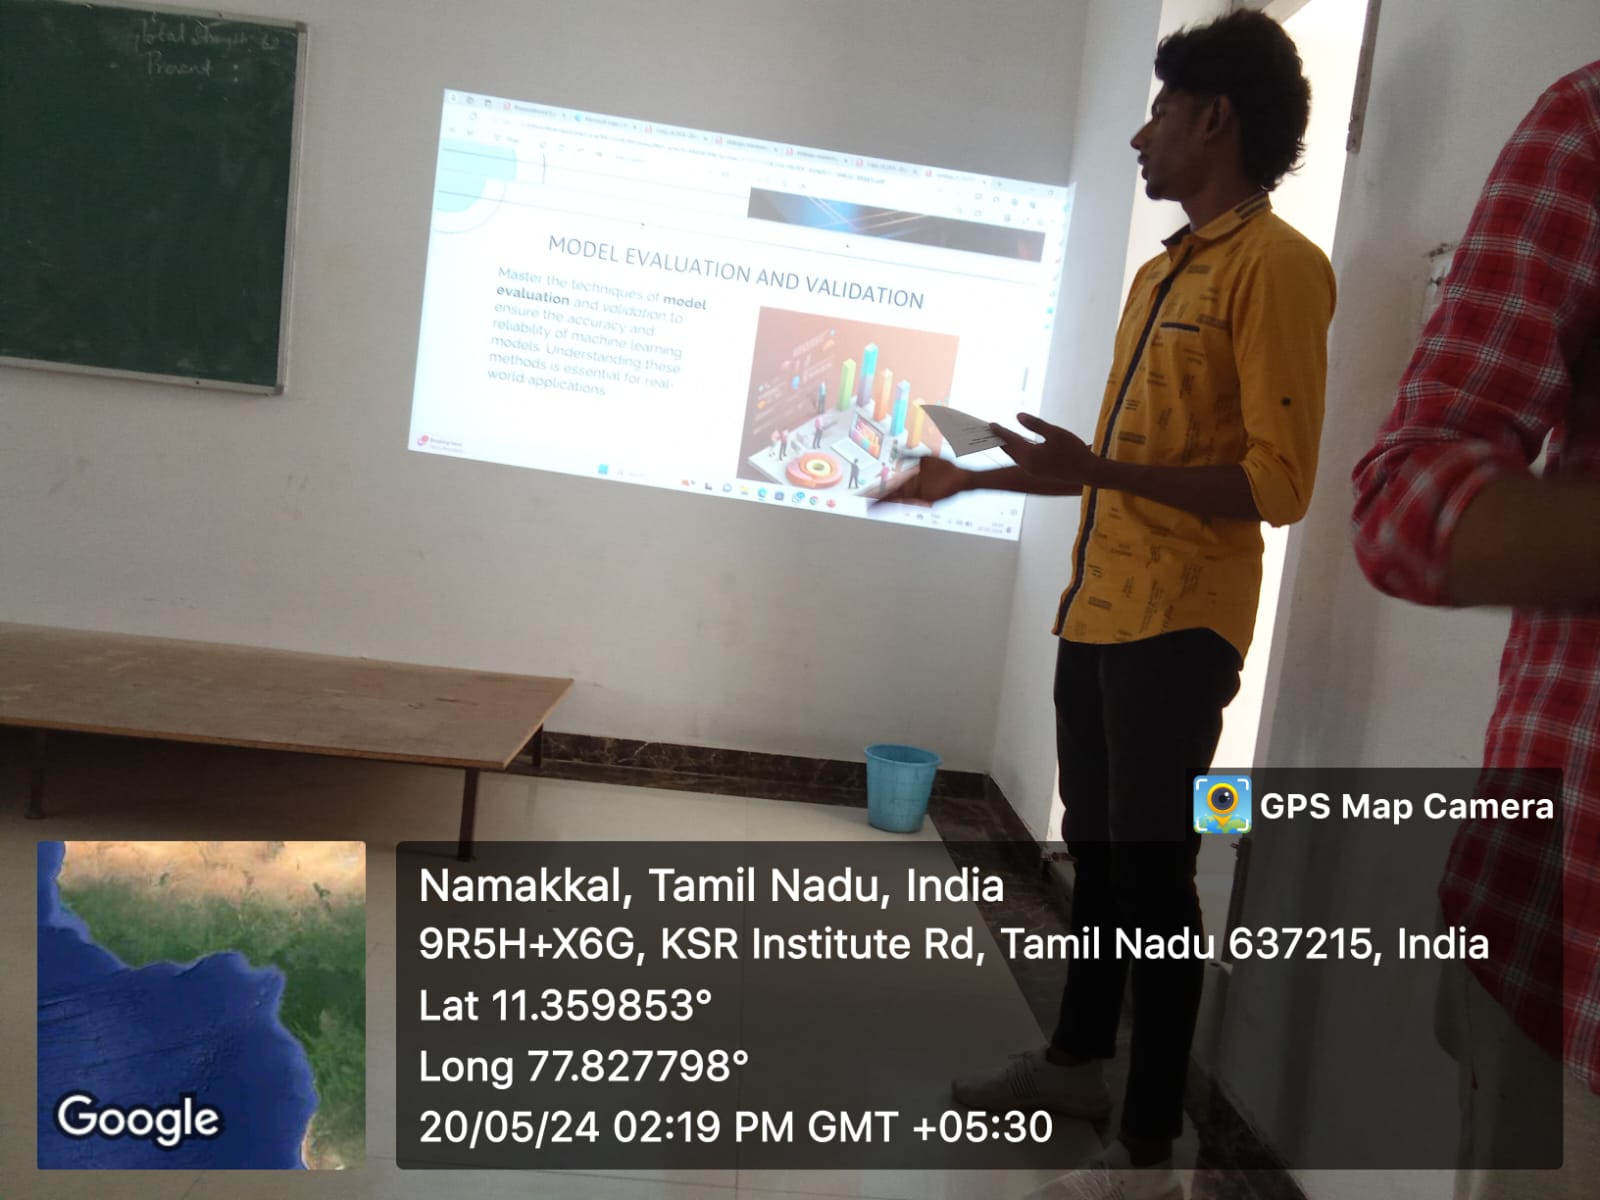 Total Strength: 62
Present :
MODEL EVALUATION AND VALIDATION
Master the techniques of model
evaluation and validation to
ensure the accuracy and
reliability of machine learning
models. Understanding these
methods is essential for real-
world applications
GPS Map Camera
Namakkal, Tamil Nadu, India
9R5H+X6G, KSR Institute Rd, Tamil Nadu 637215, India
Lat 11.359853°
Long 77.827798°
20/05/24 02:19 PM GMT +05:30
Google